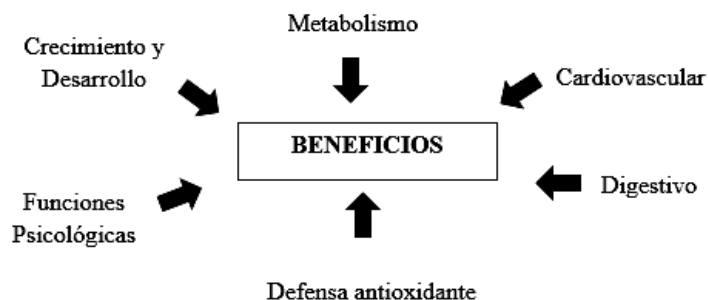 Metabolismo
Crecimiento y
Desarrollo
Cardiovascular
BENEFICIOS
Digestivo
Funciones
Psicológicas
Defensa antioxidante